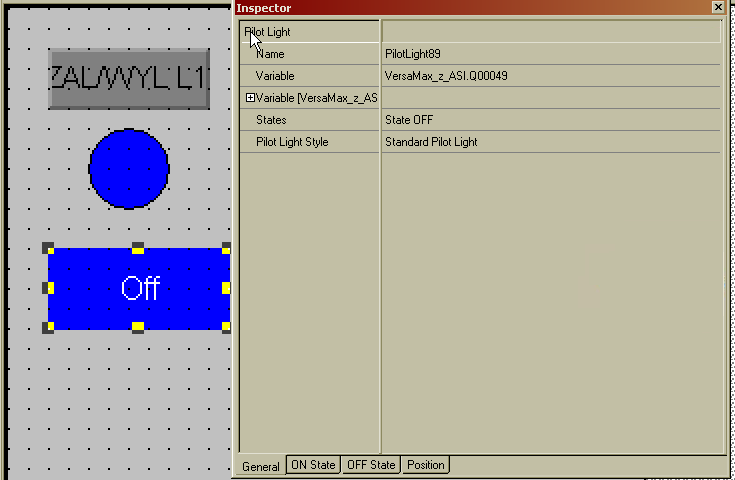 Inspector
Pilot Light
Name PilotLight89
Variable VersaMax_z_ASI.Q00049
Variable [VersaMax_z_AS
States State OFF
Pilot Light Style Standard Pilot Light
General ON State OFF State Position
ZAL/WYL L1
Off